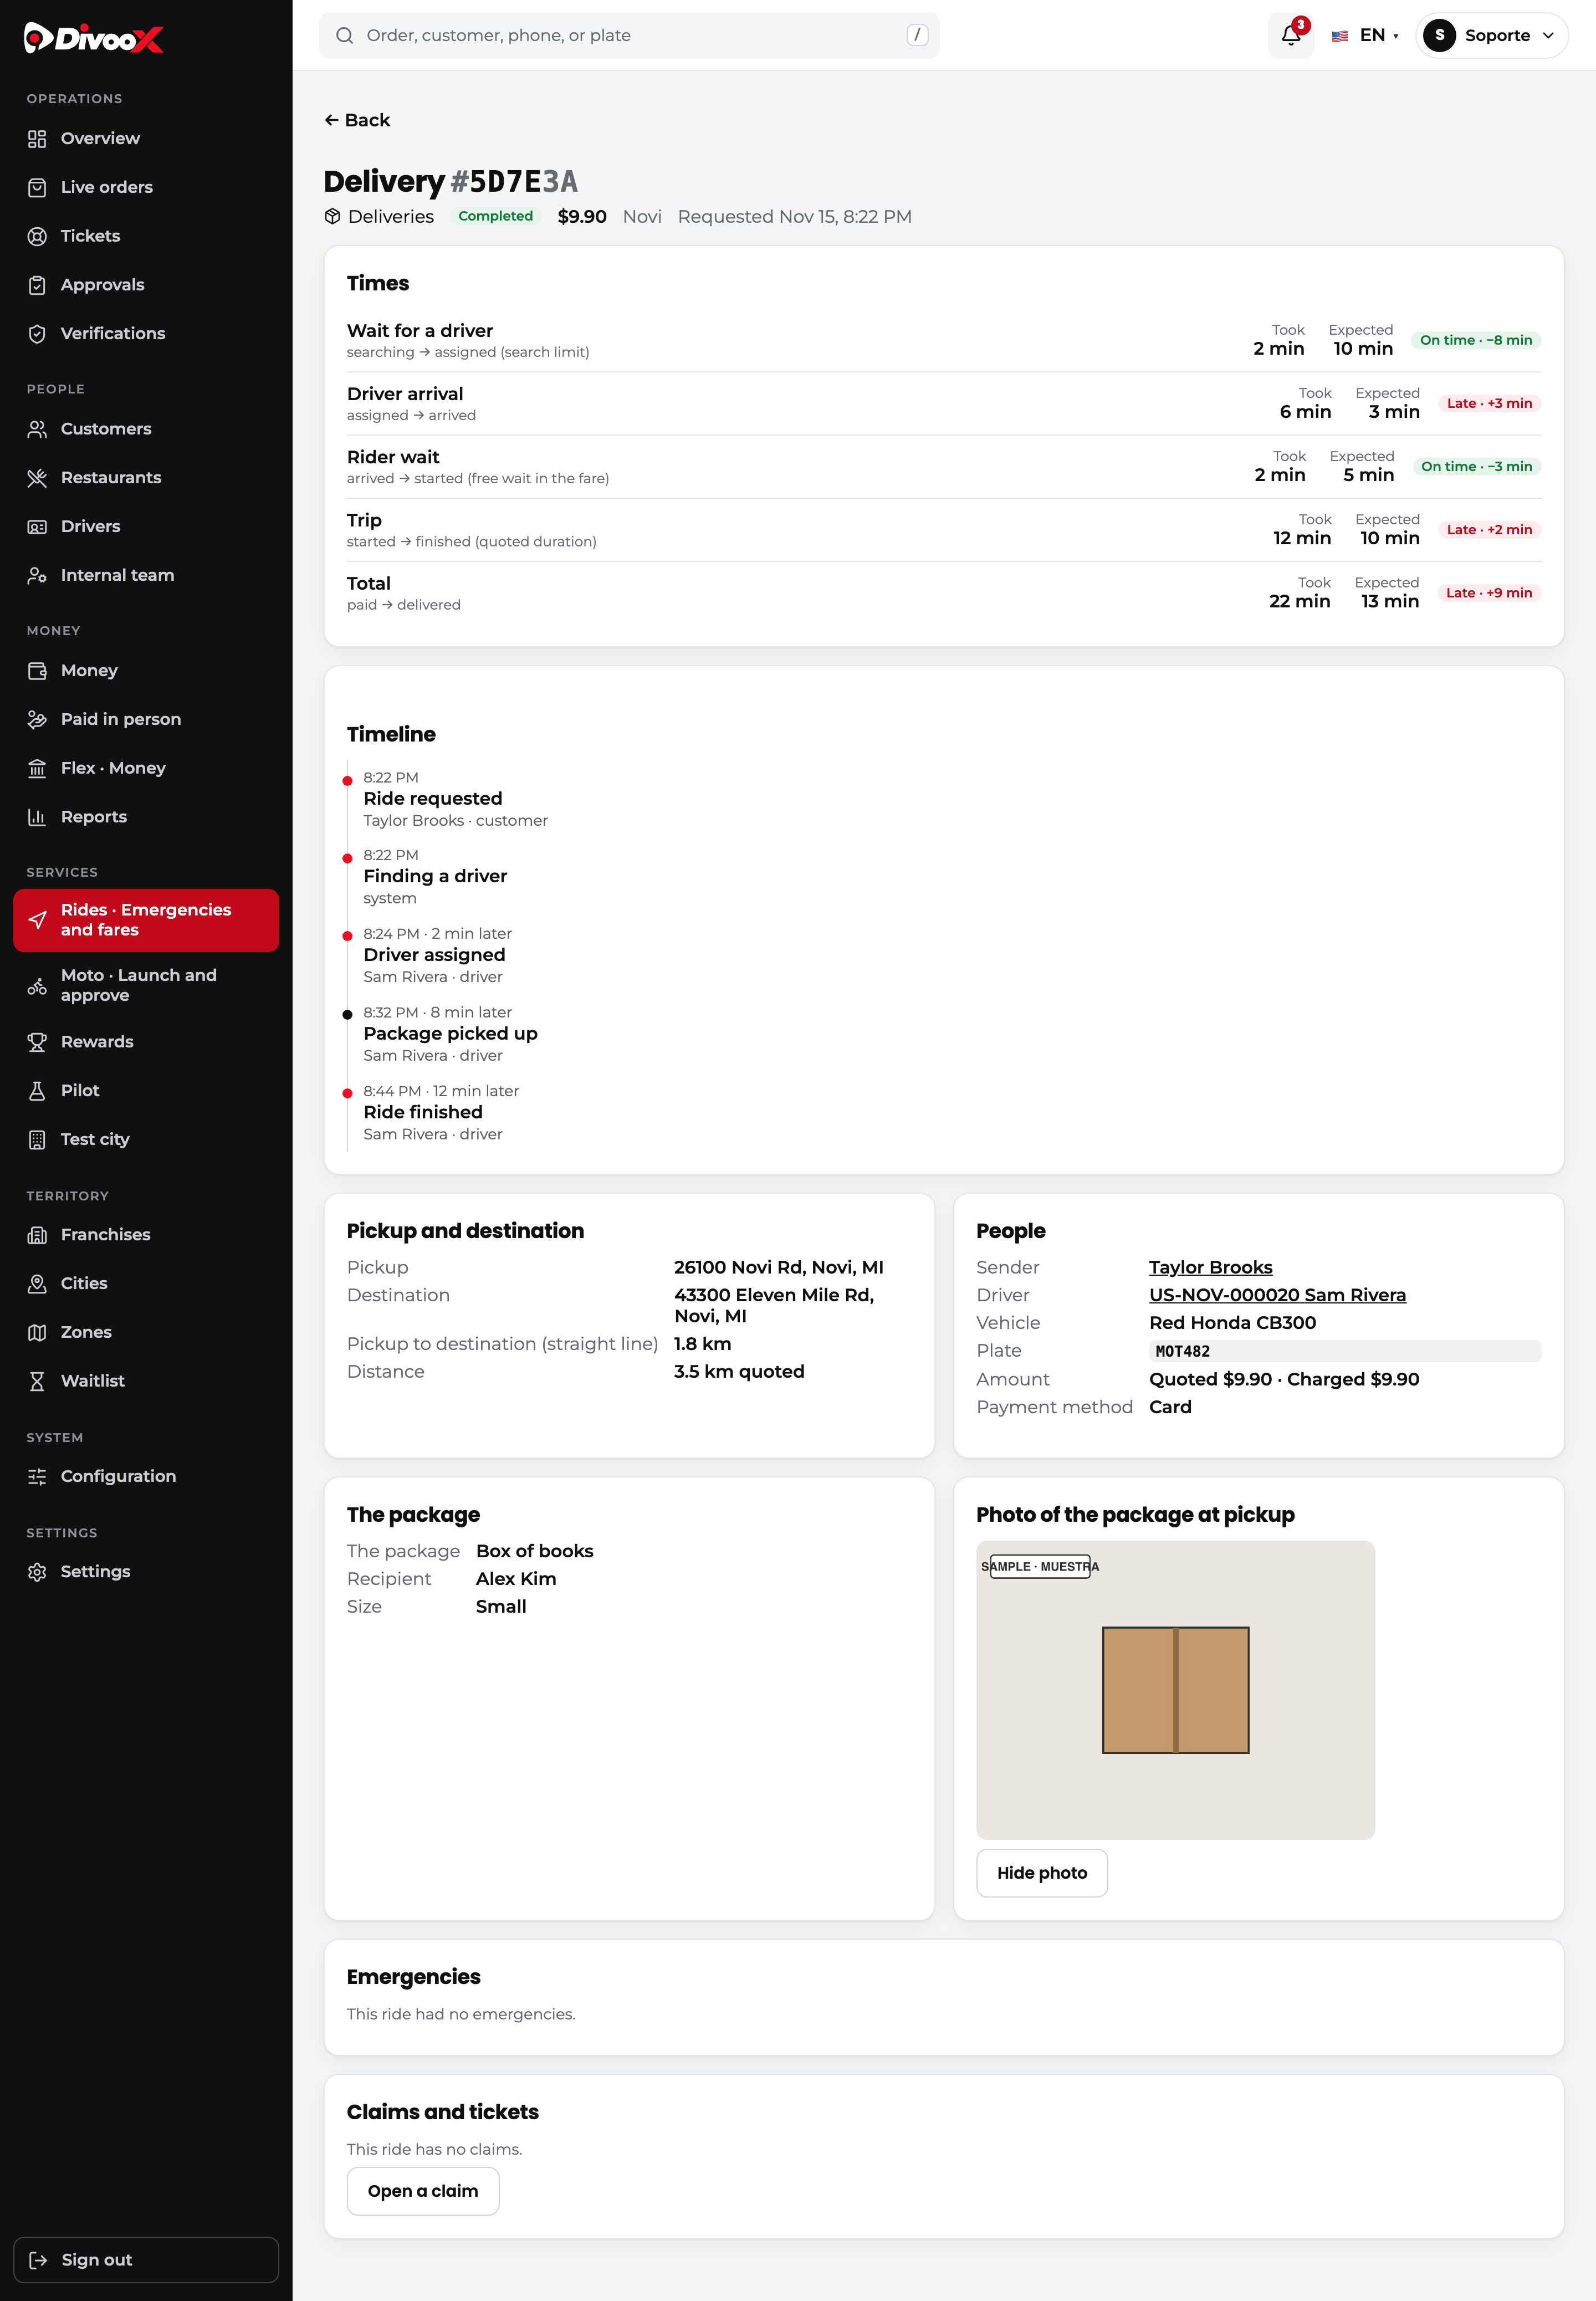 DivooX
OPERATIONS
Overview
Live orders
Tickets
Approvals
Verifications
PEOPLE
Customers
Restaurants
Drivers
Internal team
MONEY
Money
Paid in person
Flex · Money
Reports
SERVICES
Rides · Emergencies
and fares
Moto · Launch and
approve
Rewards
Pilot
Test city
TERRITORY
Franchises
Cities
Zones
Waitlist
SYSTEM
Configuration
SETTINGS
Settings
Sign out
Order, customer, phone, or plate
/
3
EN
S
Soporte
← Back
Delivery #5D7E3A
Deliveries Completed $9.90 Novi Requested Nov 15, 8:22 PM
Times
Wait for a driver
searching → assigned (search limit)
Took Expected
2 min 10 min
On time · −8 min
Driver arrival
assigned → arrived
Took Expected
6 min 3 min
Late · +3 min
Rider wait
arrived → started (free wait in the fare)
Took Expected
2 min 5 min
On time · −3 min
Trip
started → finished (quoted duration)
Took Expected
12 min 10 min
Late · +2 min
Total
paid → delivered
Took Expected
22 min 13 min
Late · +9 min
Timeline
8:22 PM
Ride requested
Taylor Brooks · customer
8:22 PM
Finding a driver
system
8:24 PM · 2 min later
Driver assigned
Sam Rivera · driver
8:32 PM · 8 min later
Package picked up
Sam Rivera · driver
8:44 PM · 12 min later
Ride finished
Sam Rivera · driver
Pickup and destination
Pickup 26100 Novi Rd, Novi, MI
Destination 43300 Eleven Mile Rd,
Novi, MI
Pickup to destination (straight line) 1.8 km
Distance 3.5 km quoted
People
Sender Taylor Brooks
Driver US-NOV-000020 Sam Rivera
Vehicle Red Honda CB300
Plate MOT482
Amount Quoted $9.90 · Charged $9.90
Payment method Card
The package
The package Box of books
Recipient Alex Kim
Size Small
Photo of the package at pickup
SAMPLE · MUESTRA
Hide photo
Emergencies
This ride had no emergencies.
Claims and tickets
This ride has no claims.
Open a claim